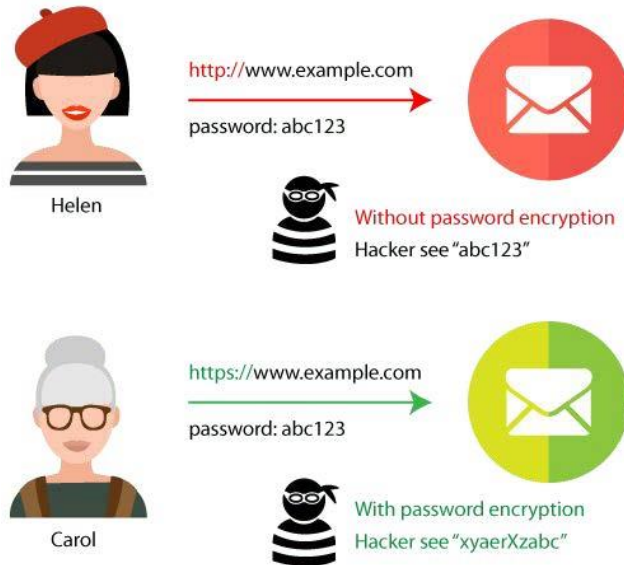 http://www.example.com
password: abc123
Helen
Without password encryption
Hacker see “abc123”
https://www.example.com
password: abc123
With password encryption
Hacker see “xyaerXzabc”
Carol